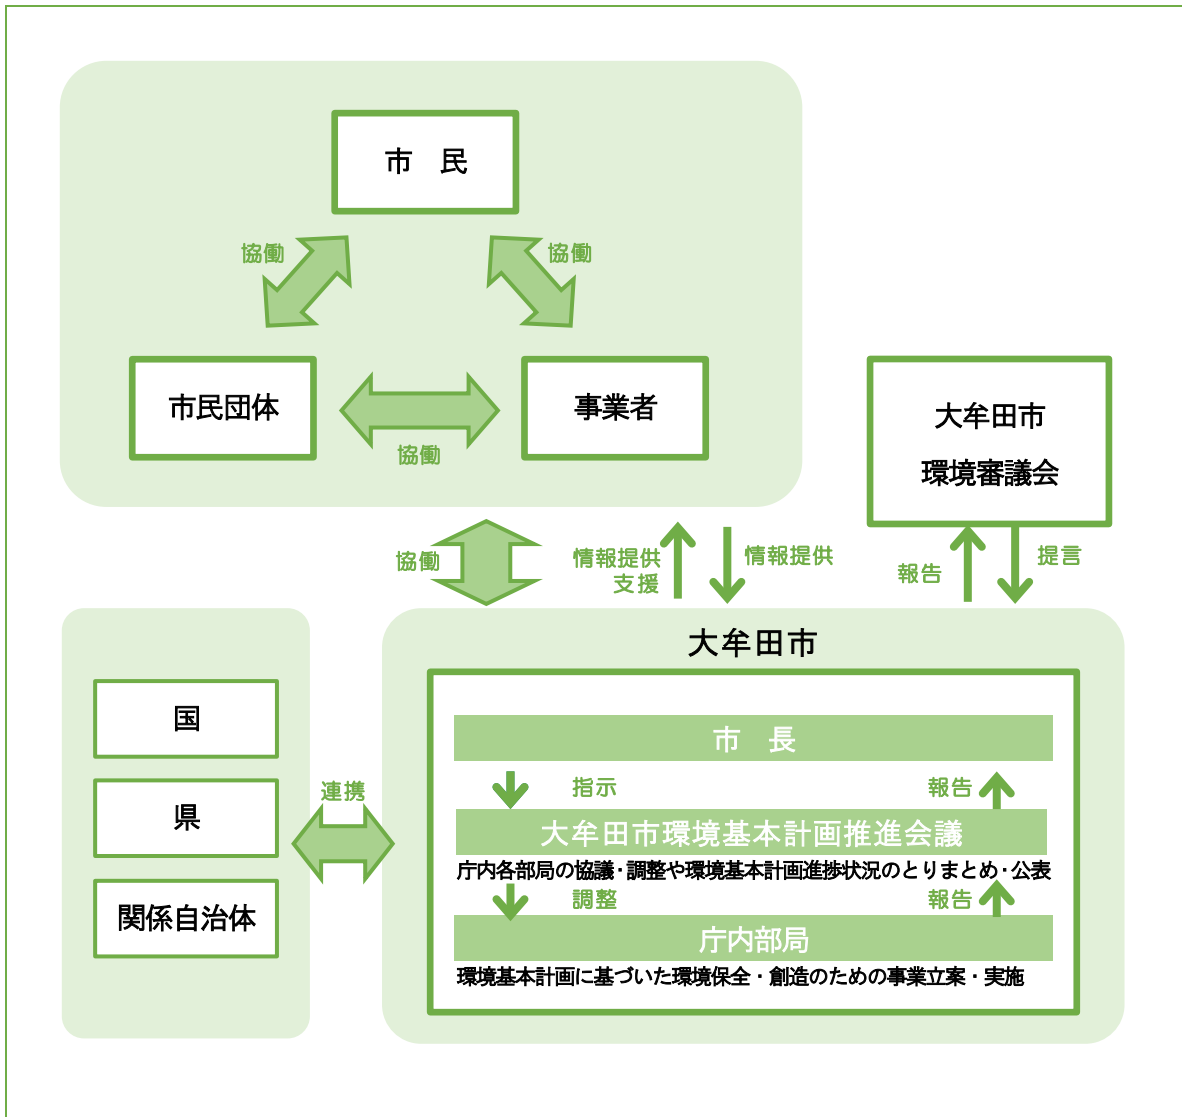 市　民
協働
協働
市民団体
事業者
協働
大牟田市
環境審議会
協働
情報提供
支援
情報提供
報告
提言
大牟田市
国
県
関係自治体
連携
市　長
指示
報告
大牟田市環境基本計画推進会議
庁内各部局の協議・調整や環境基本計画進捗状況のとりまとめ・公表
調整
報告
庁内部局
環境基本計画に基づいた環境保全・創造のための事業立案・実施